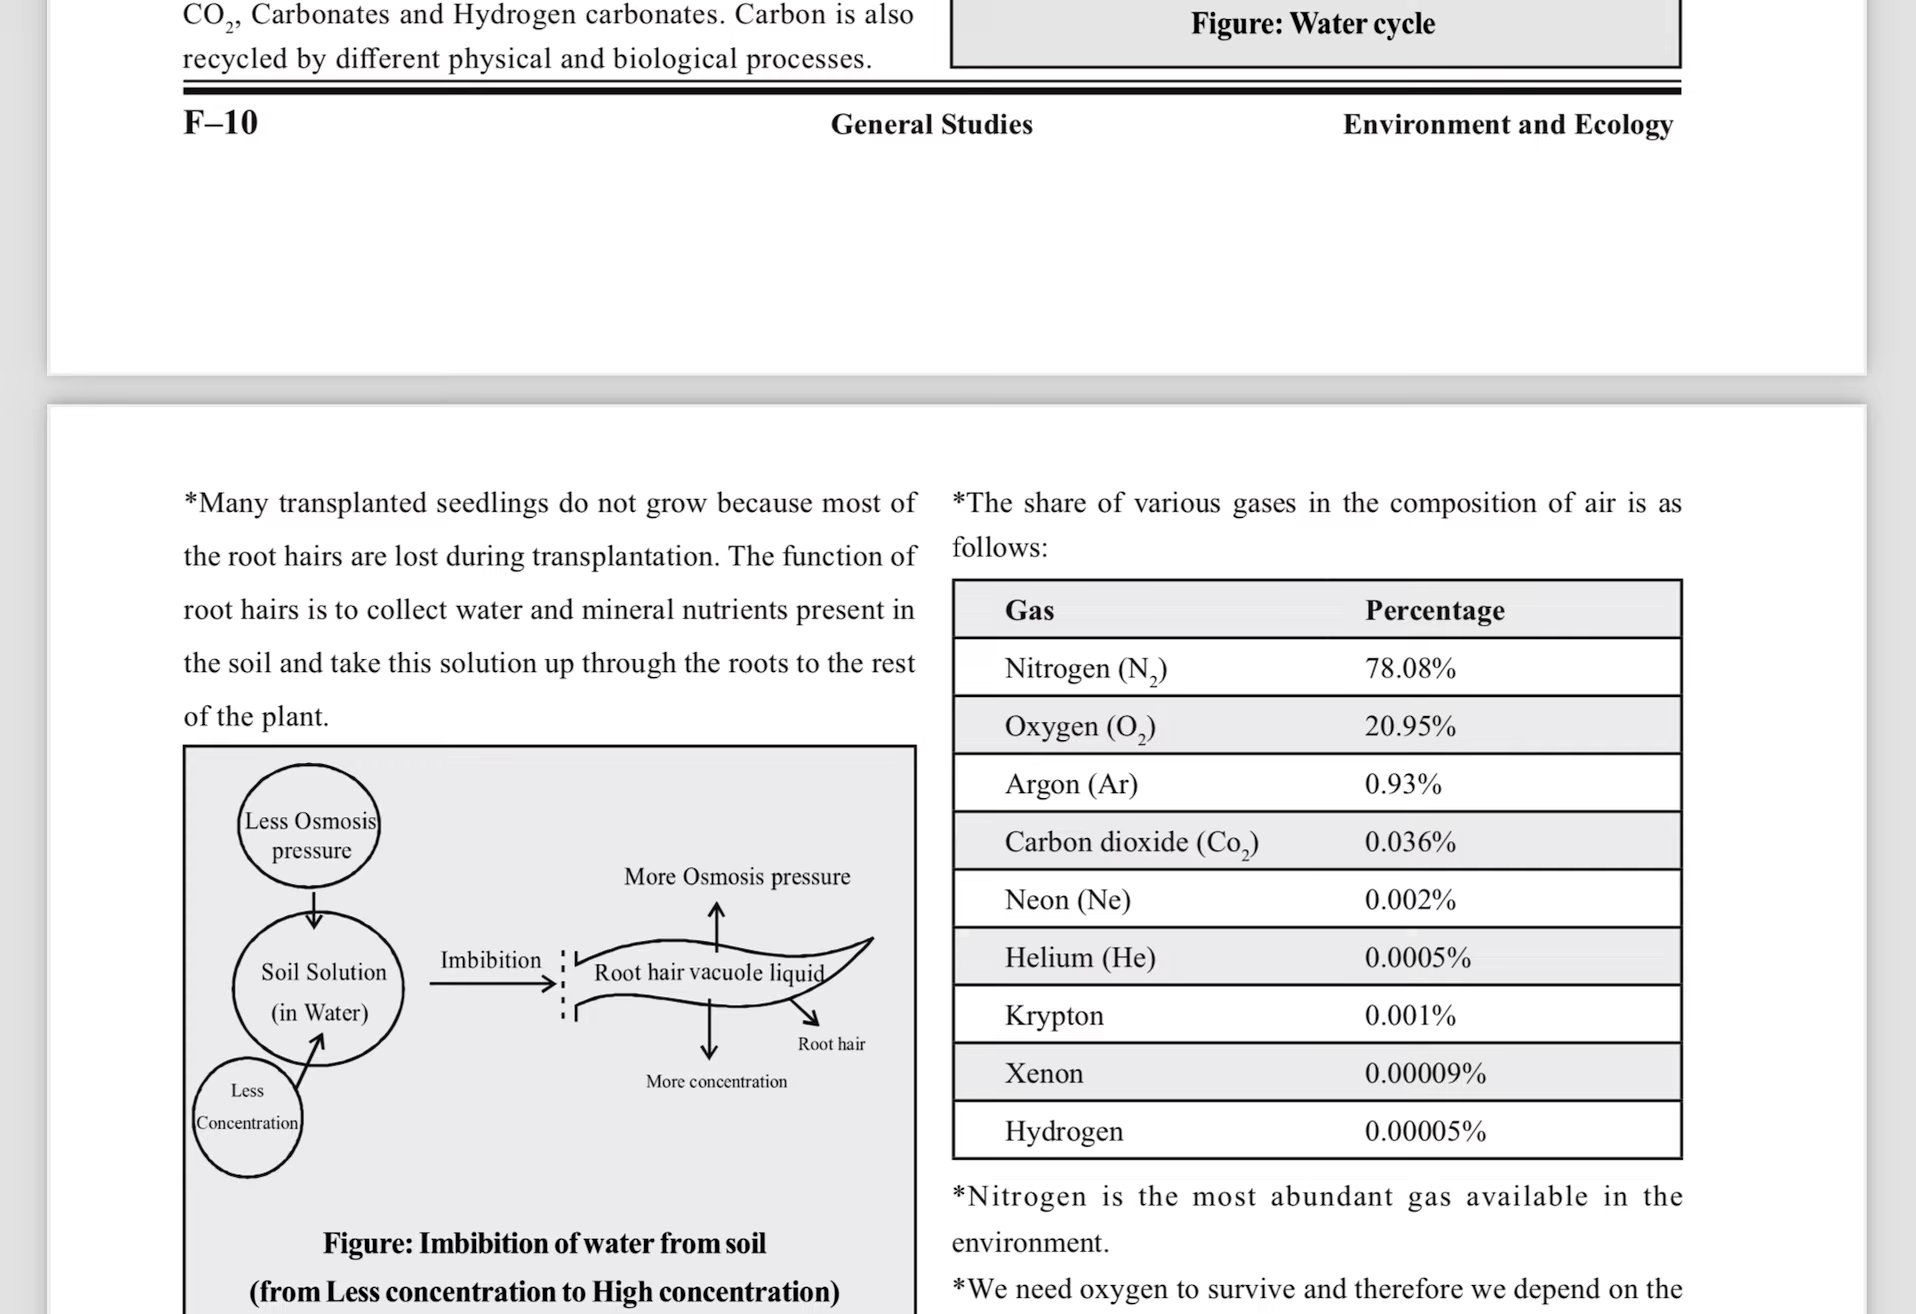 CO₂, Carbonates and Hydrogen carbonates. Carbon is also
recycled by different physical and biological processes.
Figure: Water cycle
F–10 General Studies Environment and Ecology
*Many transplanted seedlings do not grow because most of
the root hairs are lost during transplantation. The function of
root hairs is to collect water and mineral nutrients present in
the soil and take this solution up through the roots to the rest
of the plant.
Less Osmosis
pressure
Soil Solution
(in Water)
Less
Concentration
Imbibition
More Osmosis pressure
Root hair vacuole liquid
Root hair
More concentration
Figure: Imbibition of water from soil
(from Less concentration to High concentration)
*The share of various gases in the composition of air is as
follows:
Gas Percentage
Nitrogen (N₂) 78.08%
Oxygen (O₂) 20.95%
Argon (Ar) 0.93%
Carbon dioxide (Co₂) 0.036%
Neon (Ne) 0.002%
Helium (He) 0.0005%
Krypton 0.001%
Xenon 0.00009%
Hydrogen 0.00005%
*Nitrogen is the most abundant gas available in the
environment.
*We need oxygen to survive and therefore we depend on the